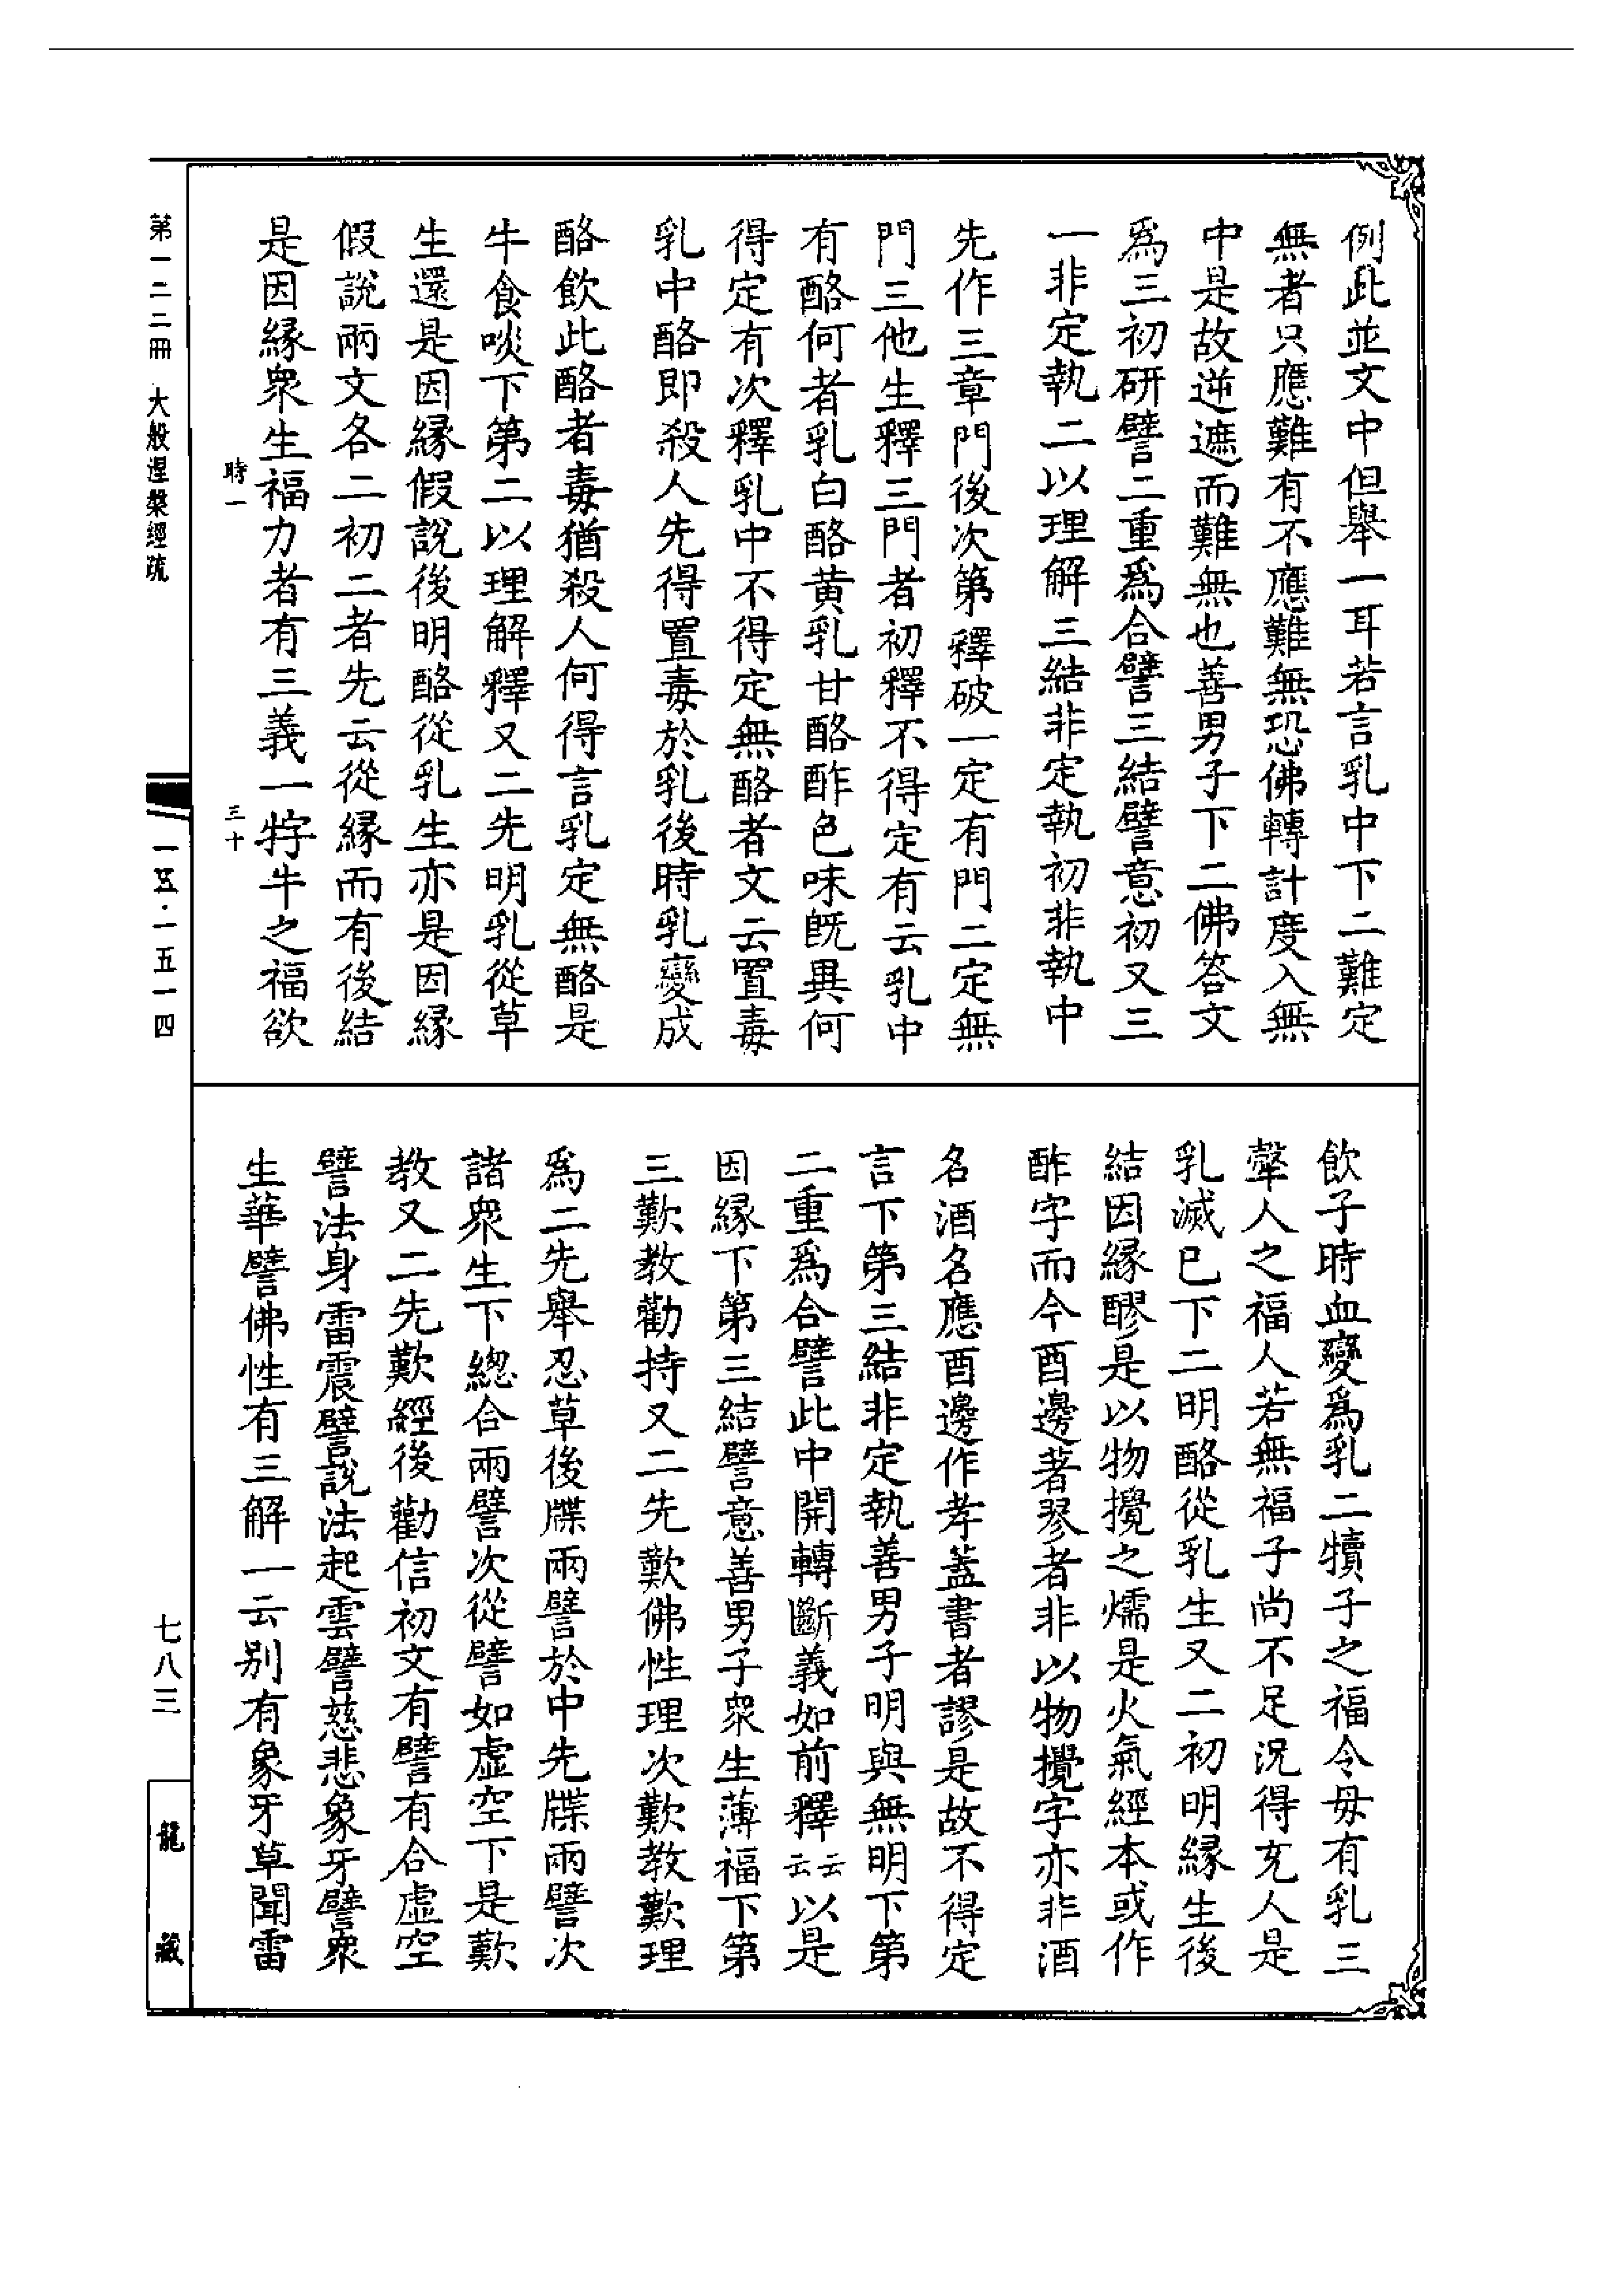 例此並文中但舉一耳若言乳中下二難定
無者只應難有不應難無恐佛轉計度入無
中是故逆遮而難無也善男子下二佛答文
爲三初研譬二重爲合譬三結譬意初又三
一非定執二以理解三結非定執初非執中
先作三章門後次第釋破一定有門二定無
門三他生釋三門者初釋不得定有云乳中
有酪何者乳白酪黄乳甘酪酢色味旣異何
得定有次釋乳中不得定無酪者文云置毒
乳中酪即殺人先得置毒於乳後時乳變成
酪飲此酪者毒猶殺人何得言乳定無酪是
牛食啖下第二以理解釋又二先明乳從草
生還是因緣假說後明酪從乳生亦是因緣
假說兩文各二初二者先云從緣而有後結
是因緣衆生福力者有三義一牸牛之福欲
時一
三十
飲子時血變爲乳二犢子之福令毋有乳三
犛人之福人若無福子尚不足況得充人是
乳滅已下二明酪從乳生又二初明緣生後
結因緣醪是以物攪之燸是火氣經本或作
酢字而今酉邊著翏者非以物攪字亦非酒
名酒名應酉邊作孝蓋書者謬是故不得定
言下第三結非定執善男子明與無明下第
二重爲合譬此中開轉斷義如前釋云云以是
因緣下第三結譬意善男子衆生薄福下第
三歎教勸持又二先歎佛性理次歎教歎理
爲二先舉忍草後牒兩譬於中先牒兩譬次
諸衆生下總合兩譬次從譬如虛空下是歎
教又二先歎經後勸信初文有譬有合虛空
譬法身雷震譬說法起雲譬慈悲象牙譬衆
生華譬佛性有三解一云别有象牙草聞雷
第一二二冊 大般涅槃經疏
一五·一五一四
七八三
龍藏